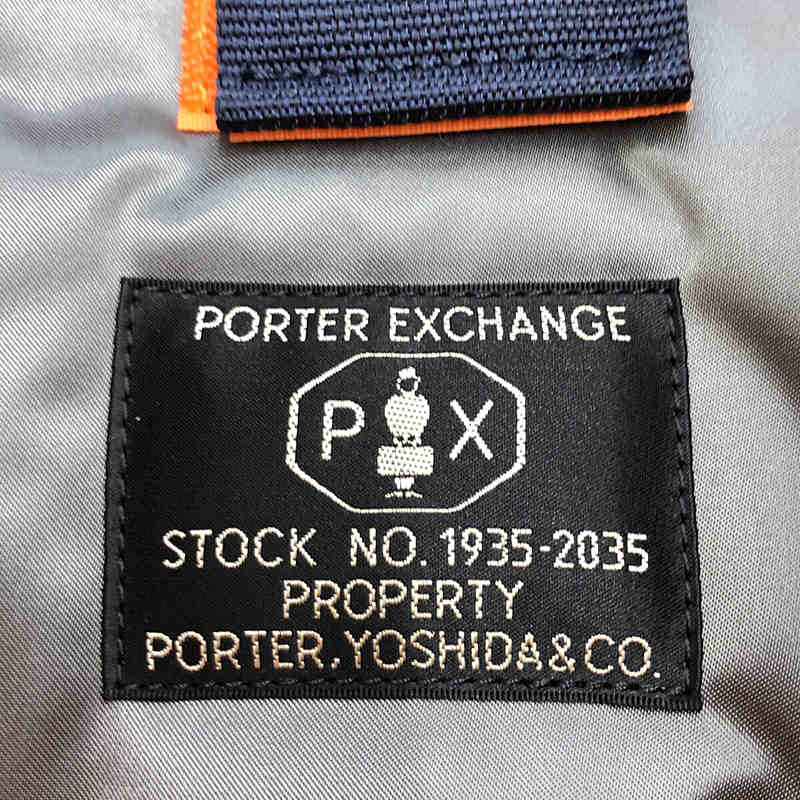 PORTER EXCHANGE
P X
STOCK NO. 1935-2035
PROPERTY
PORTER, YOSHIDA & CO.